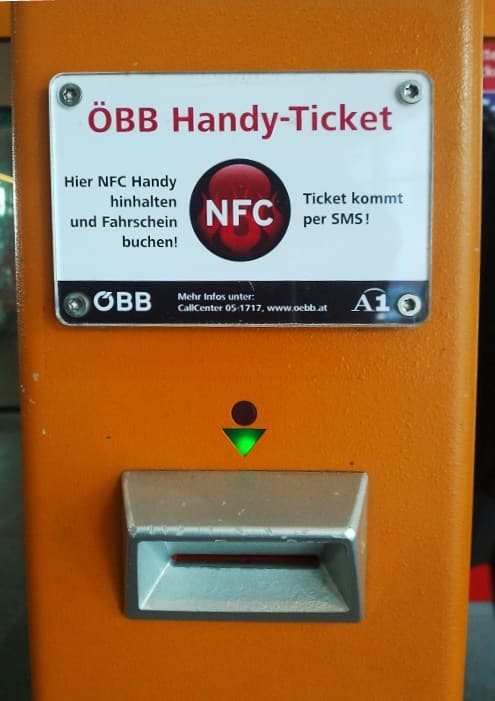 ÖBB Handy-Ticket
Hier NFC Handy
hinhalten
und Fahrschein
buchen!
NFC
Ticket kommt
per SMS!
ÖBB
Mehr Infos unter:
CallCenter 05-1717, www.oebb.at
A1